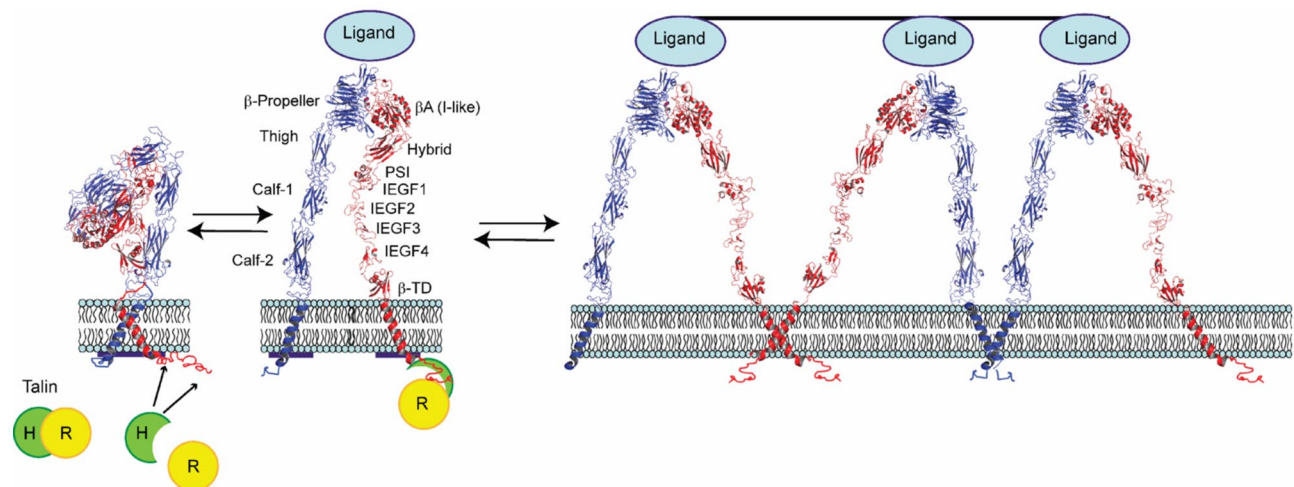 Ligand
Ligand
Ligand
Ligand
β-Propeller
βA (I-like)
Thigh
Hybrid
PSI
IEGF1
Calf-1
IEGF2
IEGF3
IEGF4
Calf-2
β-TD
Talin
H
R
H
R
R